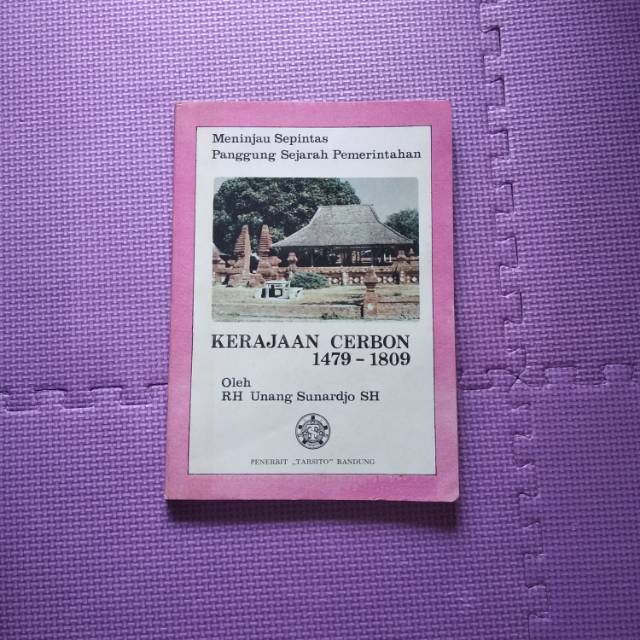 Meninjau Sepintas
Panggung Sejarah Pemerintahan
KERAJAAN CERBON
1479 - 1809
Oleh
RH Unang Sunardjo SH
PENERBIT „TARSITO" BANDUNG